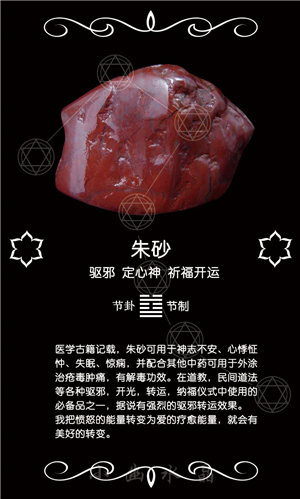 朱砂
驱邪 定心神 祈福开运
节卦 节制
医学古籍记载，朱砂可用于神志不安、心悸怔
忡、失眠、惊痫，并配合其他中药可用于外涂
治疮毒肿痛，有解毒功效。在道教，民间道法
等各种驱邪，开光，转运，纳福仪式中使用的
必备品之一，据说有强烈的驱邪转运效果。
我把愤怒的能量转变为爱的疗愈能量，就会有
美好的转变。